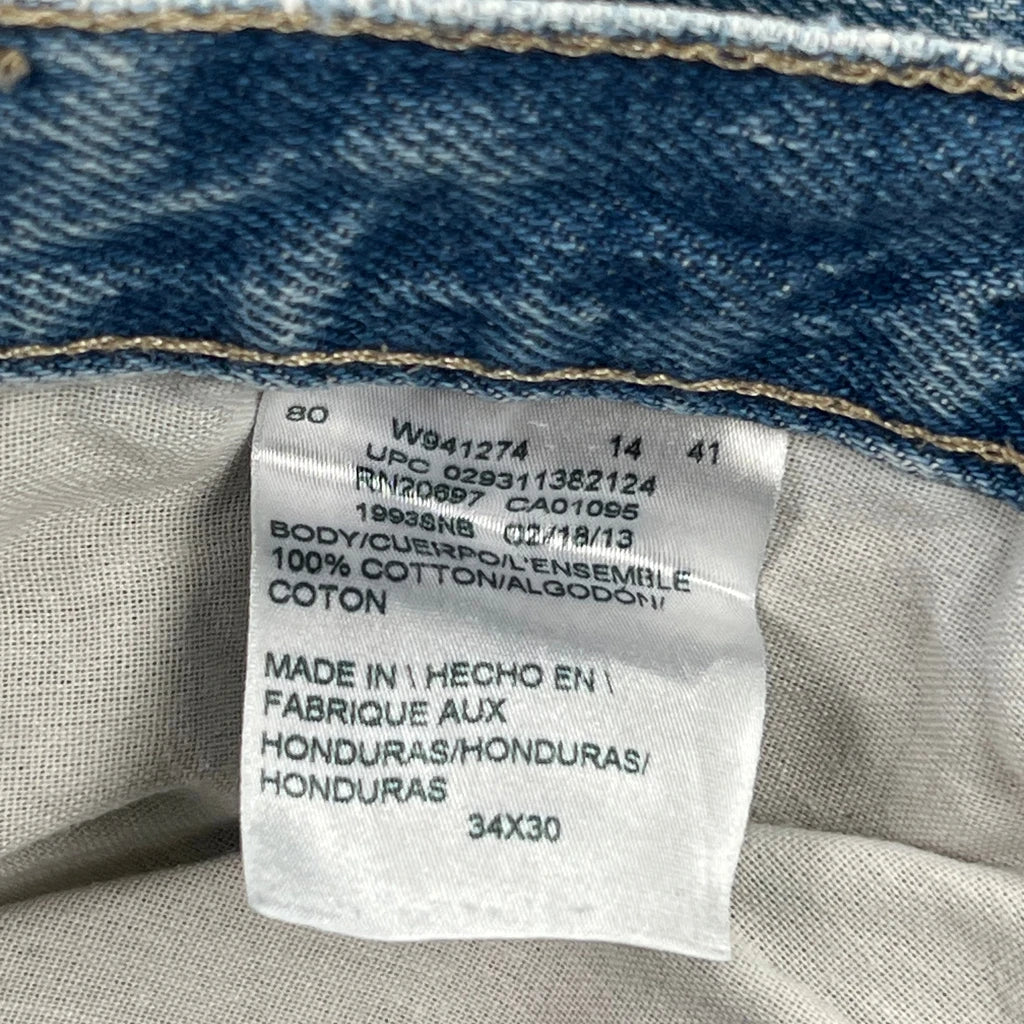 80 W941274 14 41
UPC 029311382124
RN20697 CA01095
1993SNB 02/18/13
BODY/CUERPO/L'ENSEMBLE
100% COTTON/ALGODÓN/
COTON
MADE IN \ HECHO EN \
FABRIQUE AUX
HONDURAS/HONDURAS/
HONDURAS
34X30